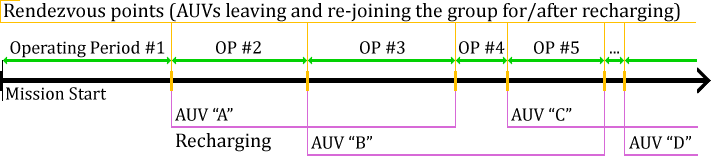 Rendezvous points (AUVs leaving and re-joining the group for/after recharging)
Operating Period #1 OP #2 OP #3 OP #4 OP #5 ...
Mission Start
AUV “A” AUV “C”
Recharging AUV “B” AUV “D”